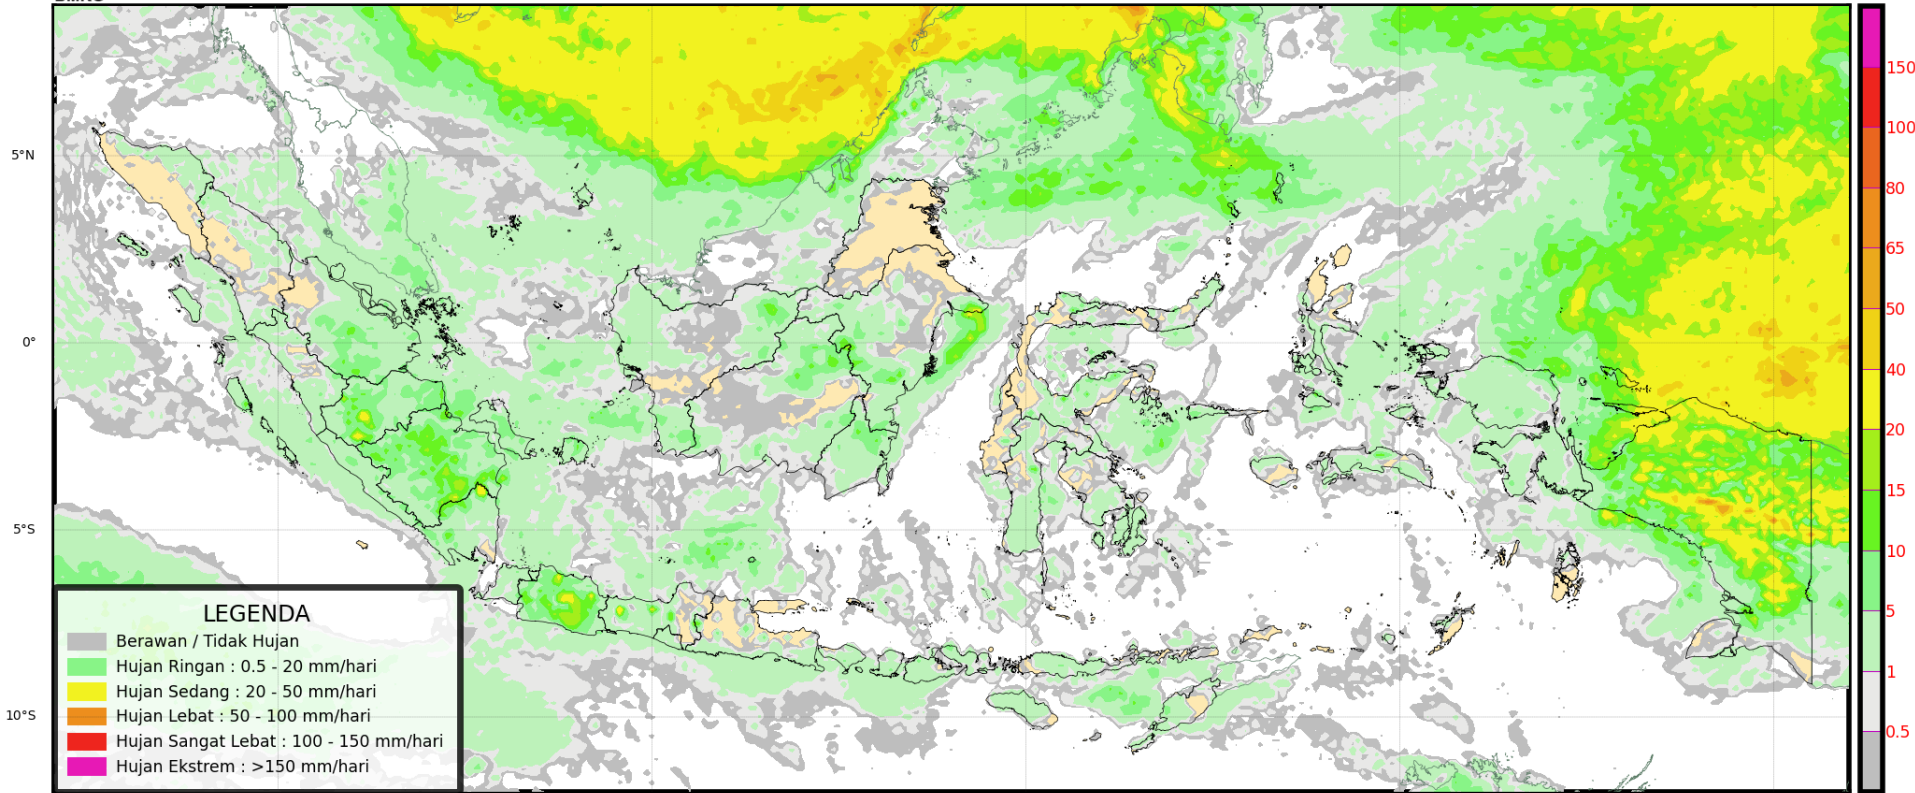 5°N
0°
5°S
10°S
LEGENDA
Berawan / Tidak Hujan
Hujan Ringan : 0.5 - 20 mm/hari
Hujan Sedang : 20 - 50 mm/hari
Hujan Lebat : 50 - 100 mm/hari
Hujan Sangat Lebat : 100 - 150 mm/hari
Hujan Ekstrem : >150 mm/hari
150
100
80
65
50
40
20
15
10
5
1
0.5